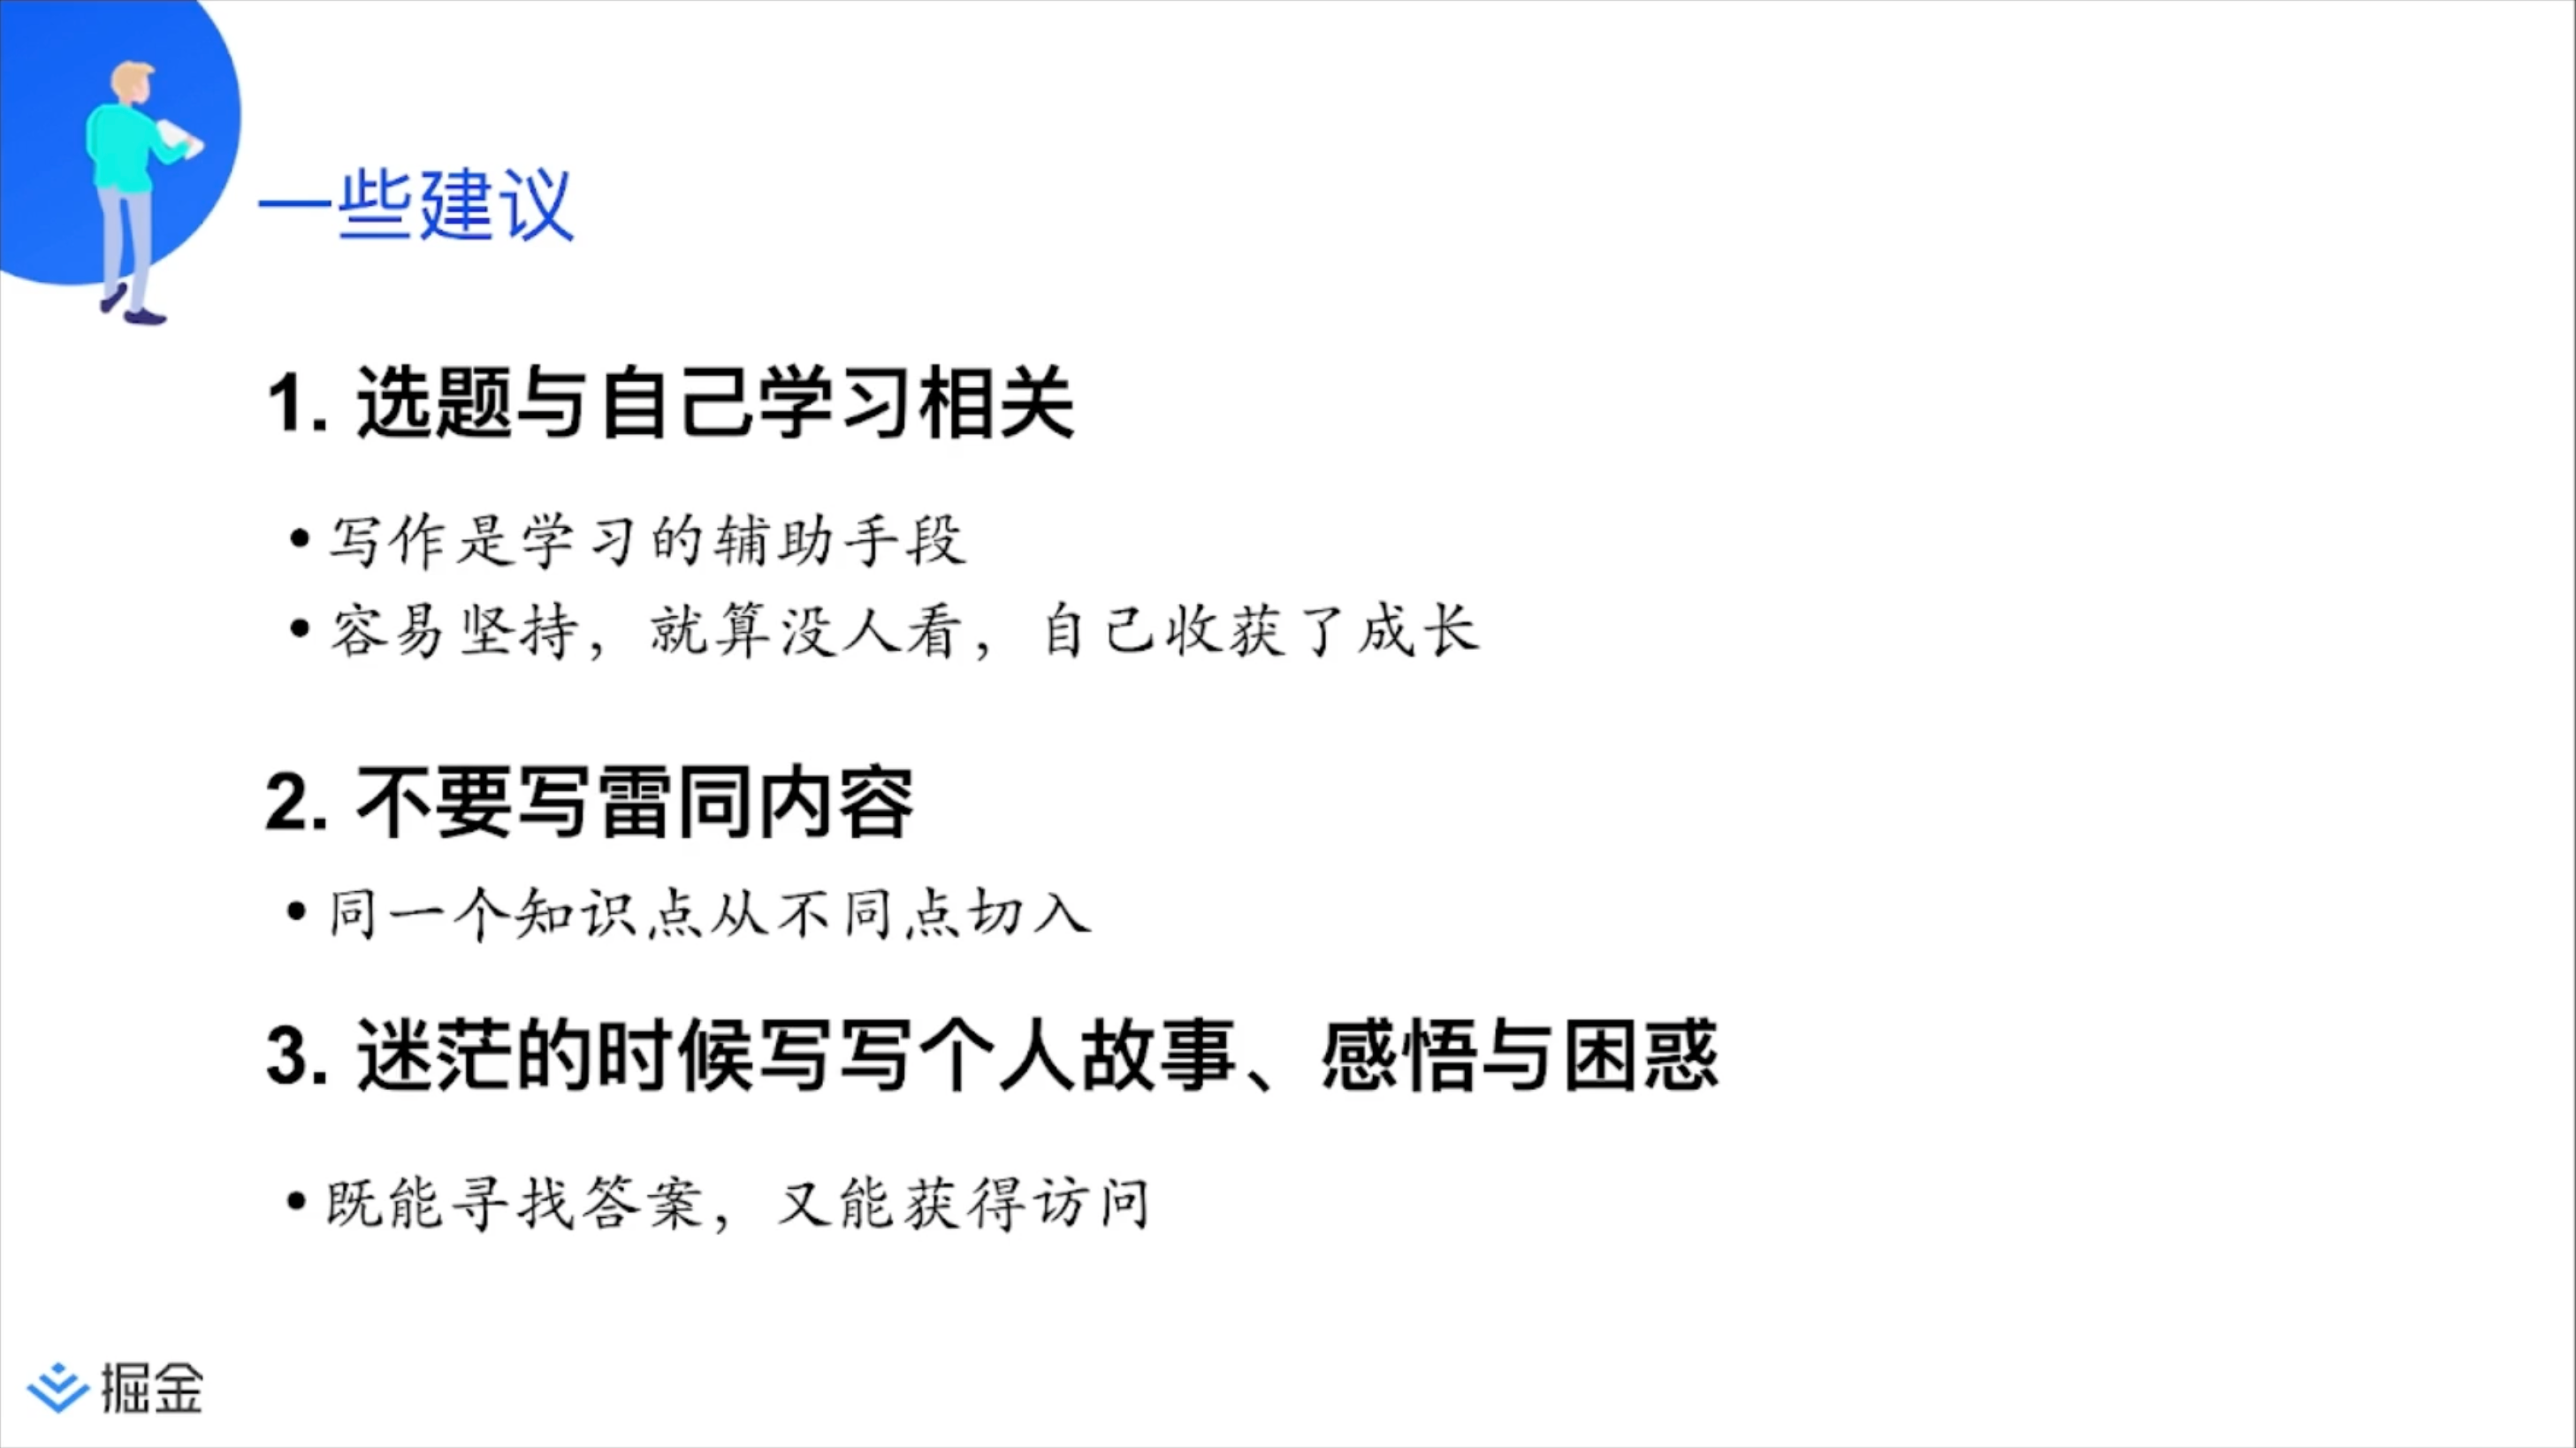 一些建议
1. 选题与自己学习相关
• 写作是学习的辅助手段
• 容易坚持，就算没人看，自己收获了成长
2. 不要写雷同内容
• 同一个知识点从不同点切入
3. 迷茫的时候写写个人故事、感悟与困惑
• 既能寻找答案，又能获得访问
掘金